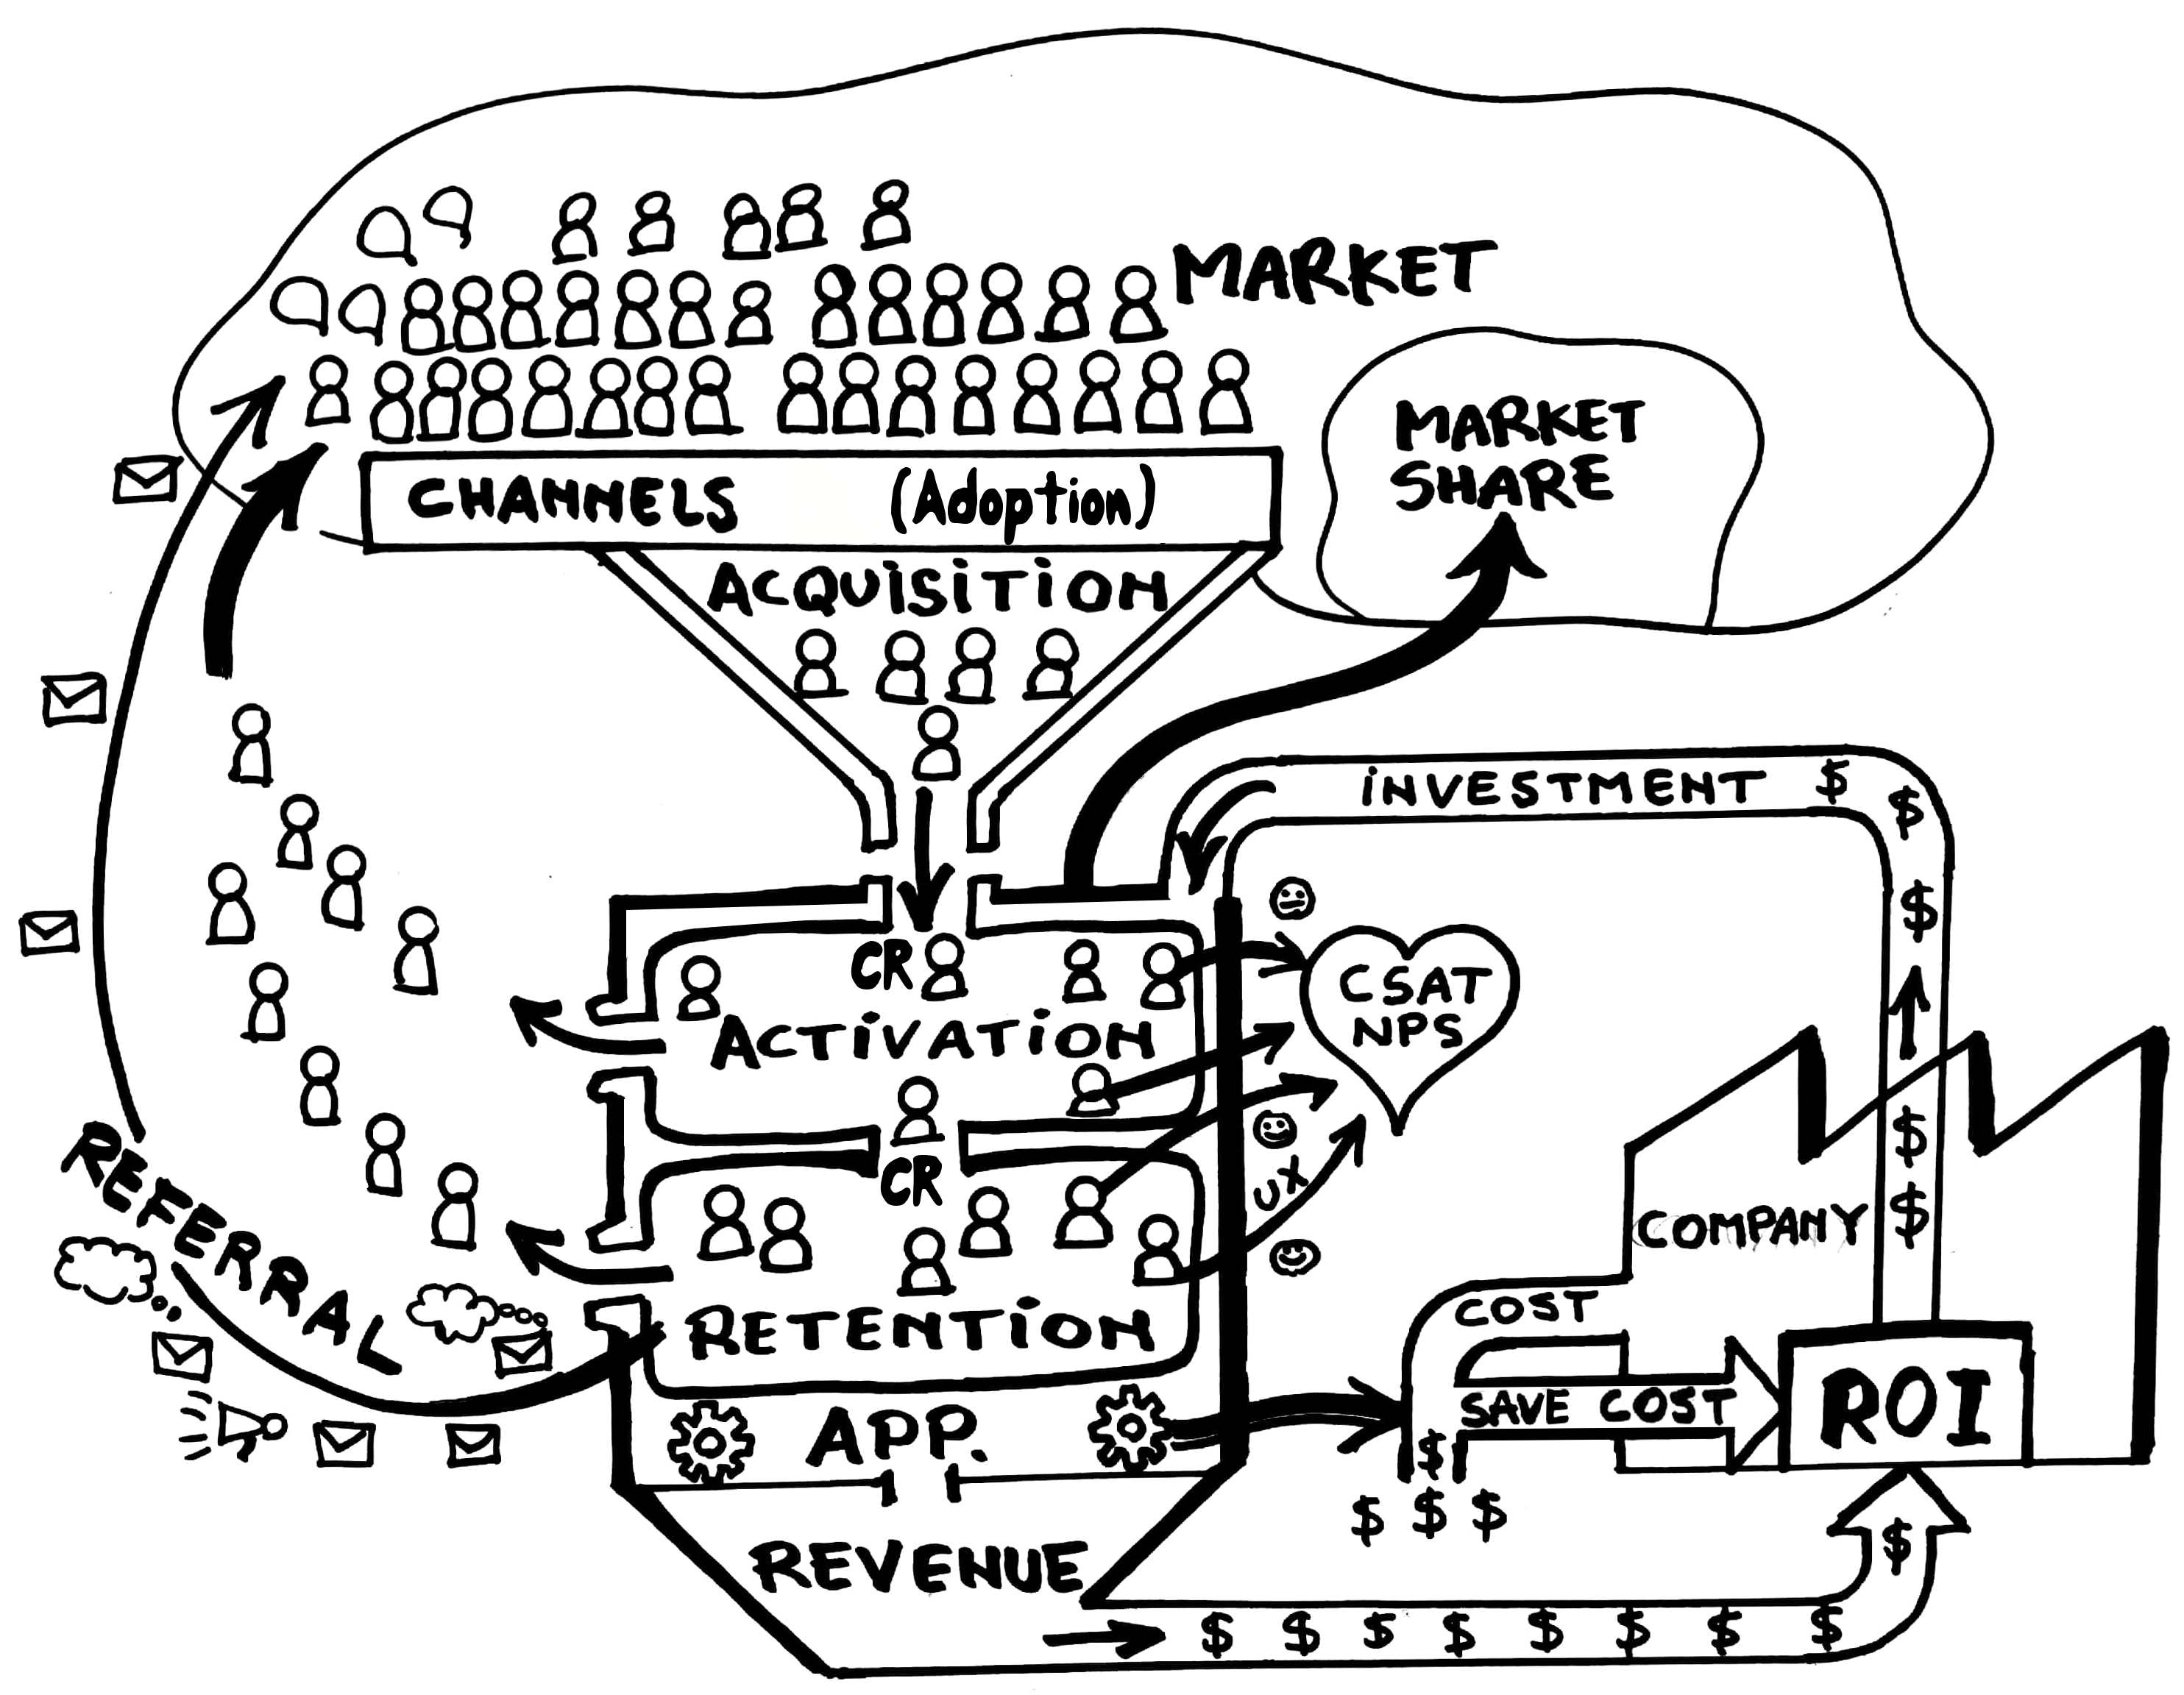 MARKET
MARKET
SHARE
CHANNELS (Adoption)
ACQUISITION
INVESTMENT $
$
$
CR
CSAT
NPS
ACTIVATION
$
REFERRAL
CR
UX
$
COMPANY
COST
RETENTION
SAVE COST
ROI
APP.
$
$ $ $
$
REVENUE
$ $ $ $ $ $ $ $